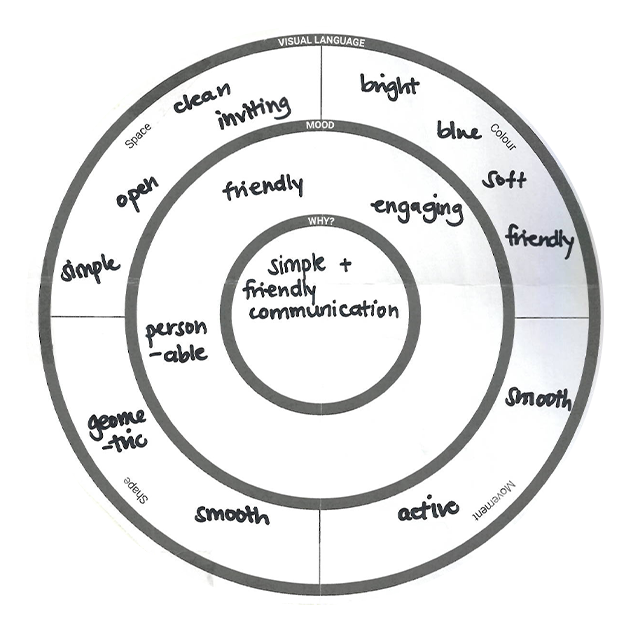 VISUAL LANGUAGE
clean
inviting
Space
open
simple
bright
blue
Colour
soft
friendly
MOOD
friendly
engaging
person
-able
WHY?
simple +
friendly
communication
geome
-tric
Shape
smooth
smooth
active
Movement